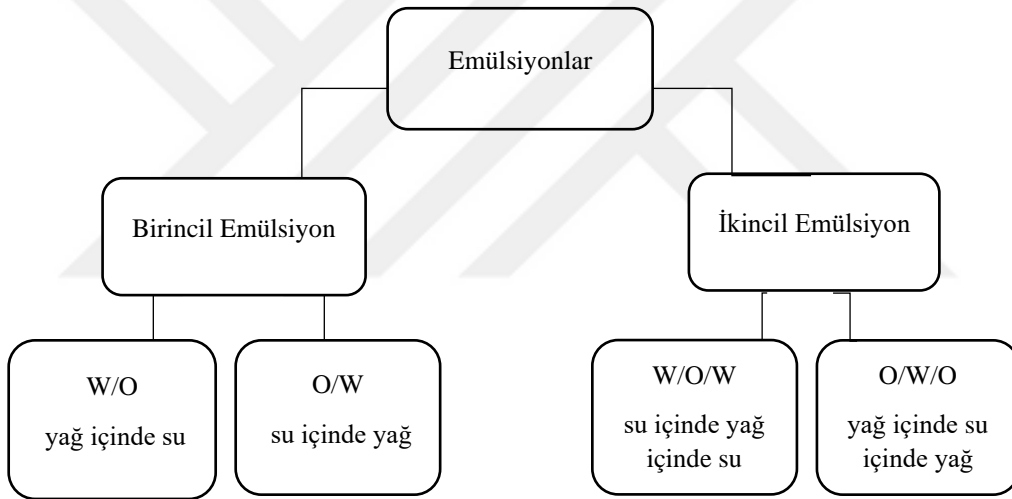 Emülsiyonlar
Birincil Emülsiyon
İkincil Emülsiyon
W/O
yağ içinde su
O/W
su içinde yağ
W/O/W
su içinde yağ
içinde su
O/W/O
yağ içinde su
içinde yağ